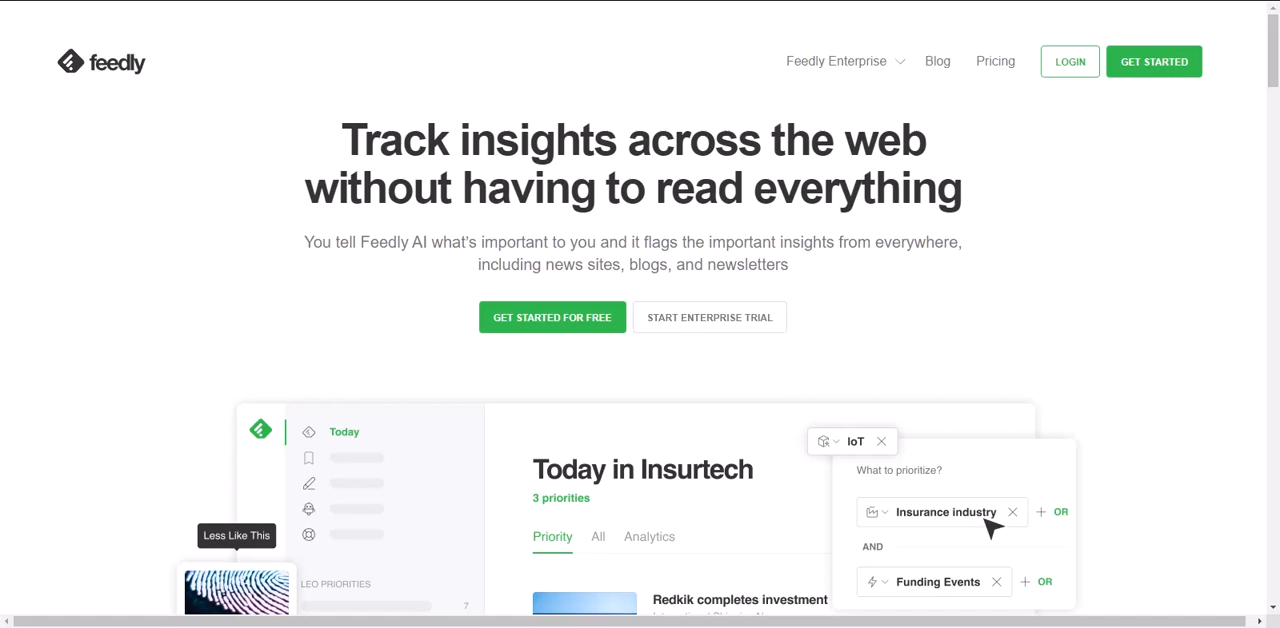 feedly
Feedly Enterprise
Blog
Pricing
LOGIN
GET STARTED
Track insights across the web
without having to read everything
You tell Feedly AI what's important to you and it flags the important insights from everywhere,
including news sites, blogs, and newsletters
GET STARTED FOR FREE
START ENTERPRISE TRIAL
Today
LEO PRIORITIES
7
Less Like This
Today in Insurtech
3 priorities
Priority
All
Analytics
Redkik completes investment
IoT
What to prioritize?
Insurance industry
OR
AND
Funding Events
OR